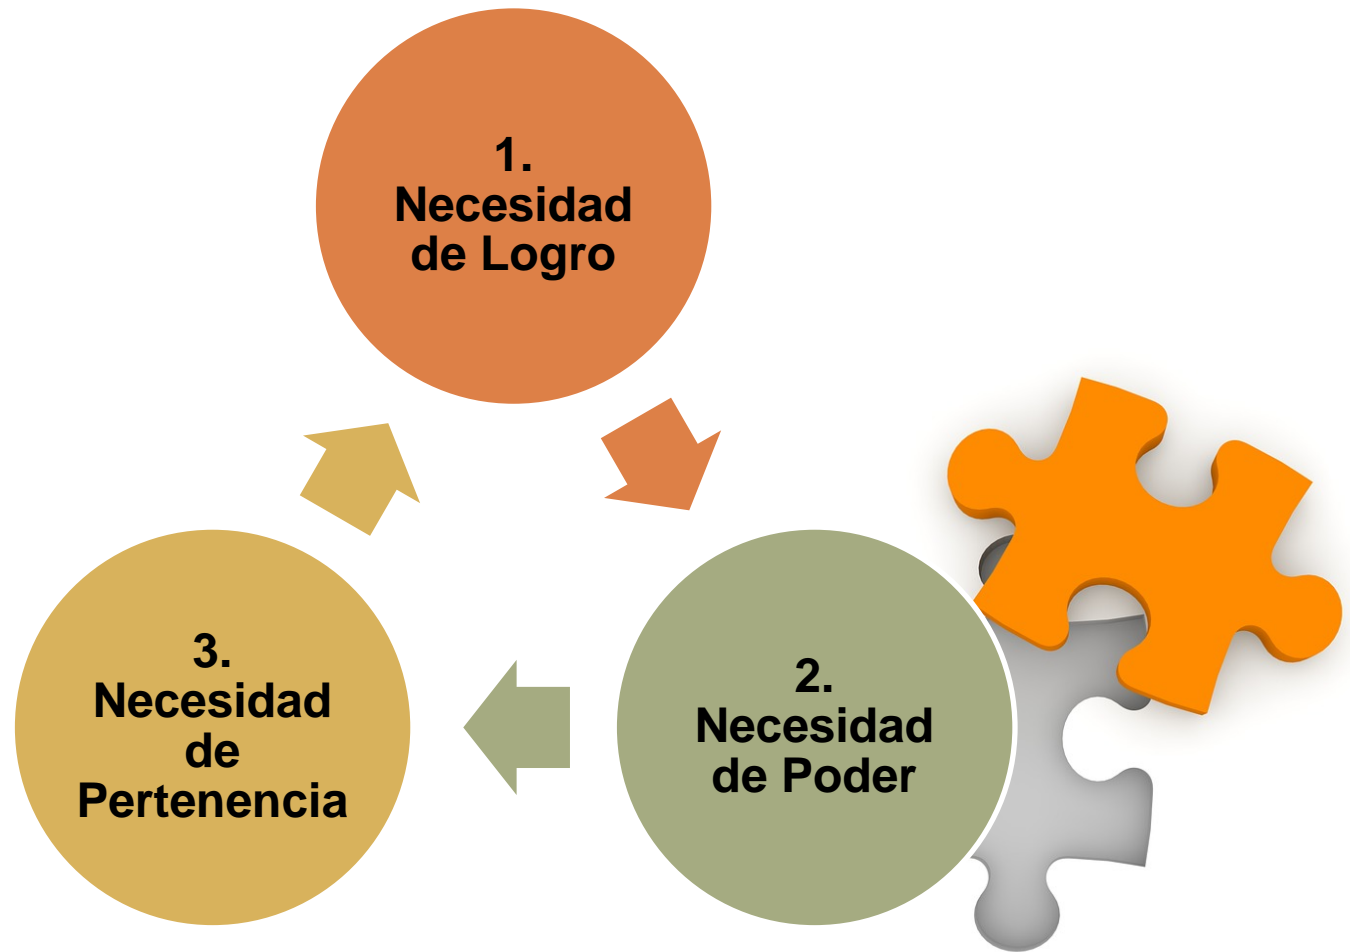 1.
Necesidad
de Logro
2.
Necesidad
de Poder
3.
Necesidad
de
Pertenencia